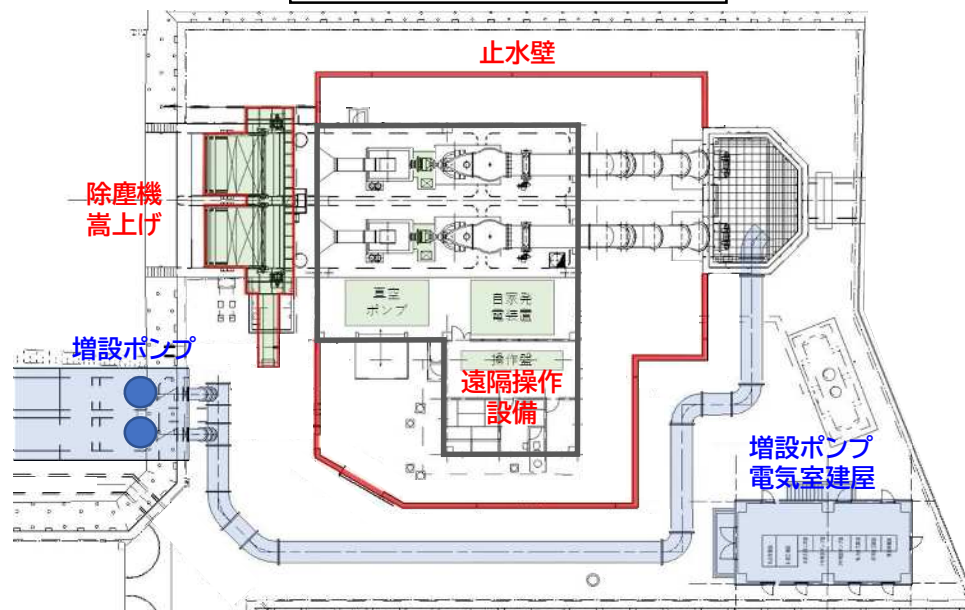 止水壁
除塵機
嵩上げ
真空
ポンプ
自家発
電装置
増設ポンプ
操作盤
遠隔操作
設備
増設ポンプ
電気室建屋